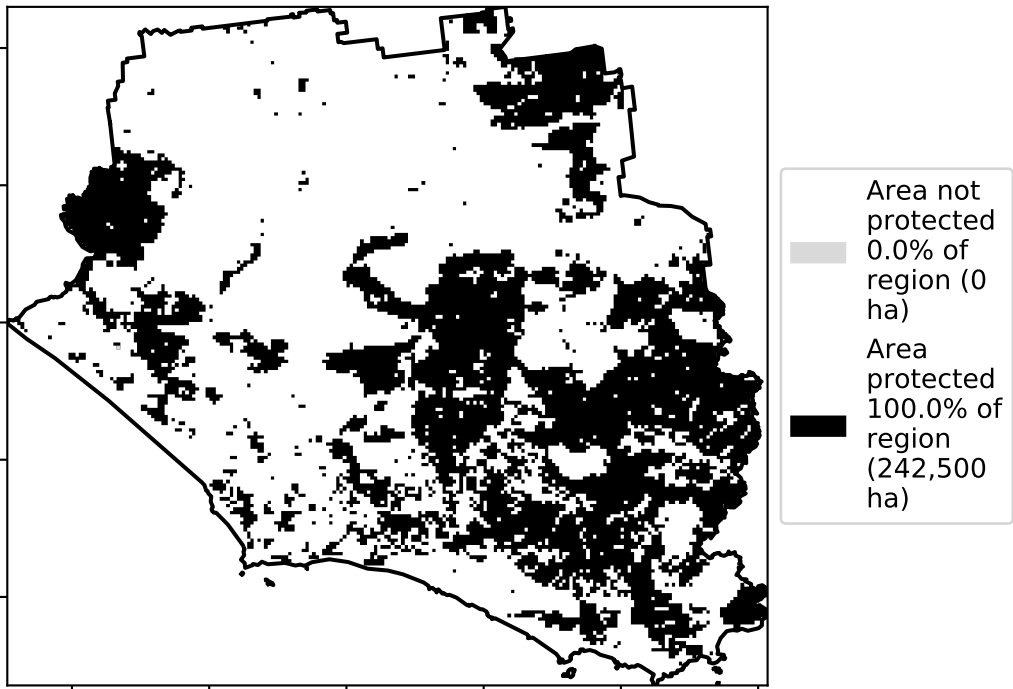 Area not
protected
0.0% of
region (0
ha)
Area
protected
100.0% of
region
(242,500
ha)